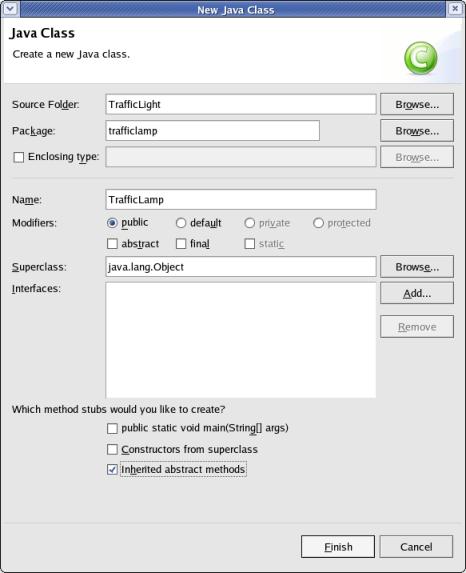 New Java Class
Java Class
Create a new Java class.
C
Source Folder: TrafficLight Browse...
Package: trafficlamp Browse...
Enclosing type: Browse...
Name: TrafficLamp
Modifiers: public default private protected
abstract final static
Superclass: java.lang.Object Browse...
Interfaces: Add...
Remove
Which method stubs would you like to create?
public static void main(String[] args)
Constructors from superclass
Inherited abstract methods
Finish Cancel